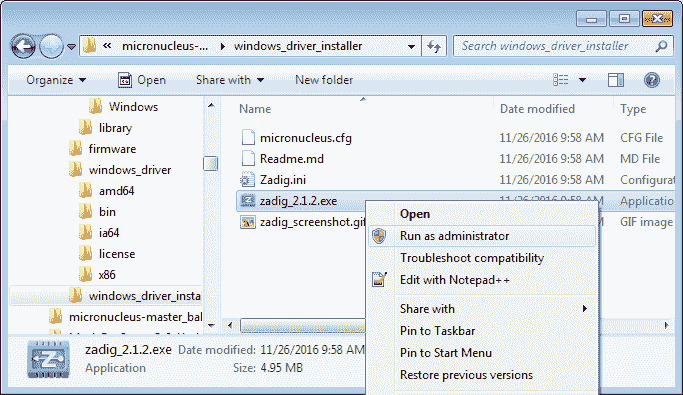 micronucleus-... windows_driver_installer Search windows_driver_installer
Organize Open Share with New folder
Windows
library
firmware
windows_driver
amd64
bin
ia64
license
x86
windows_driver_insta
micronucleus-master_bal
Name Date modified Type
micronucleus.cfg 11/26/2016 9:58 AM CFG File
Readme.md 11/26/2016 9:58 AM MD File
Zadig.ini 11/26/2016 9:58 AM Configurat
zadig_2.1.2.exe 11/26/2016 9:58 AM Applicatio
zadig_screenshot.gif GIF image
Open
Run as administrator
Troubleshoot compatibility
Edit with Notepad++
Share with
Pin to Taskbar
Pin to Start Menu
Restore previous versions
zadig_2.1.2.exe Date modified: 11/26/2016 9:58 AM
Application Size: 4.95 MB